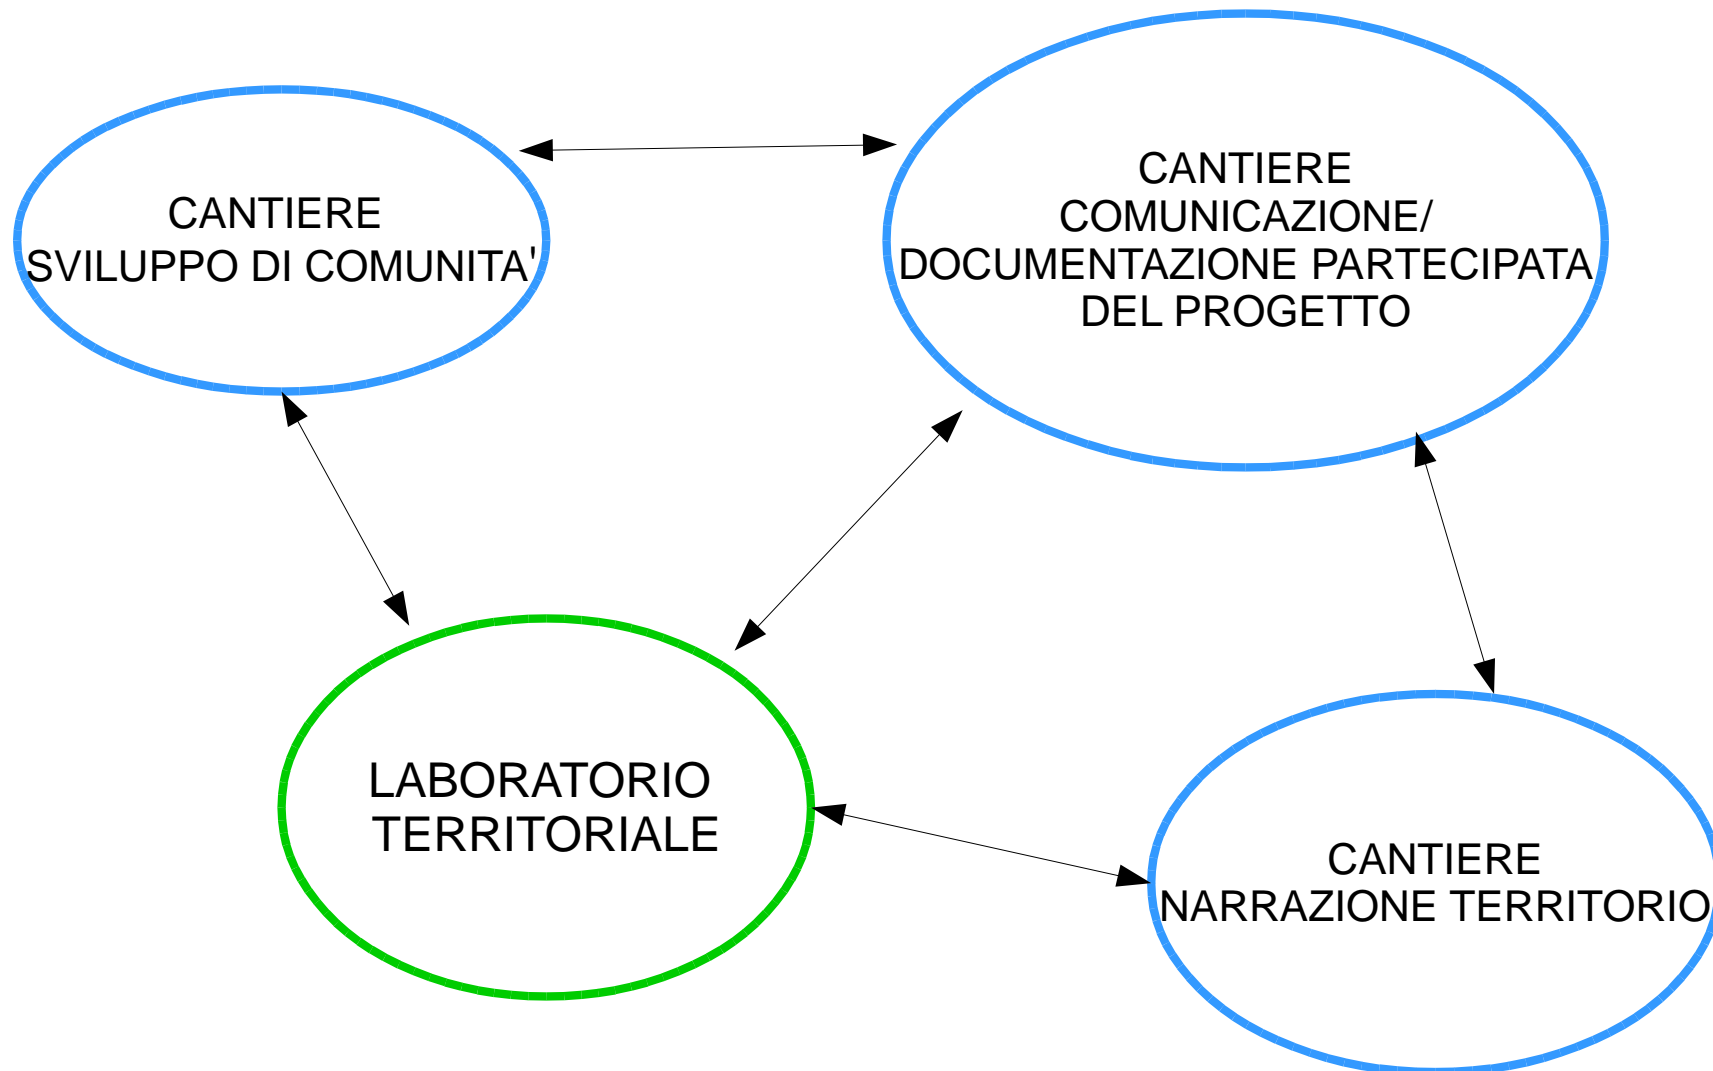 CANTIERE
SVILUPPO DI COMUNITA'
CANTIERE
COMUNICAZIONE/
DOCUMENTAZIONE PARTECIPATA
DEL PROGETTO
LABORATORIO
TERRITORIALE
CANTIERE
NARRAZIONE TERRITORIO